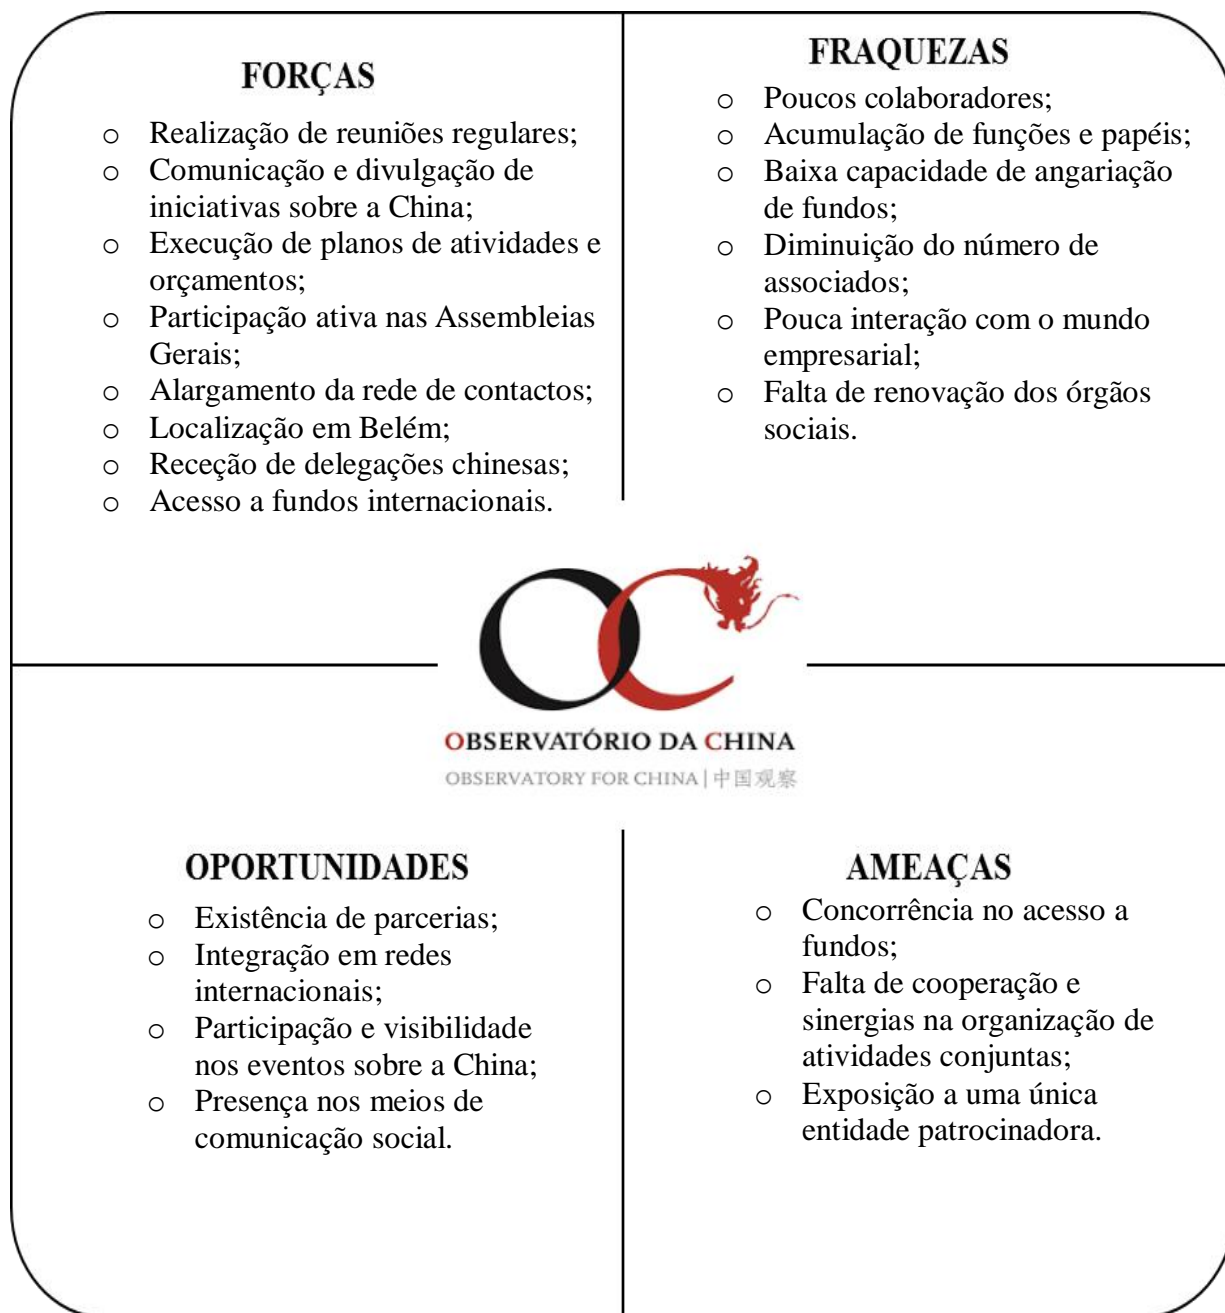 FORÇAS
o Realização de reuniões regulares;
o Comunicação e divulgação de
iniciativas sobre a China;
o Execução de planos de atividades e
orçamentos;
o Participação ativa nas Assembleias
Gerais;
o Alargamento da rede de contactos;
o Localização em Belém;
o Receção de delegações chinesas;
o Acesso a fundos internacionais.
FRAQUEZAS
o Poucos colaboradores;
o Acumulação de funções e papéis;
o Baixa capacidade de angariação
de fundos;
o Diminuição do número de
associados;
o Pouca interação com o mundo
empresarial;
o Falta de renovação dos órgãos
sociais.
OC
OBSERVATÓRIO DA CHINA
OBSERVATORY FOR CHINA | 中国观察
OPORTUNIDADES
o Existência de parcerias;
o Integração em redes
internacionais;
o Participação e visibilidade
nos eventos sobre a China;
o Presença nos meios de
comunicação social.
AMEAÇAS
o Concorrência no acesso a
fundos;
o Falta de cooperação e
sinergias na organização de
atividades conjuntas;
o Exposição a uma única
entidade patrocinadora.